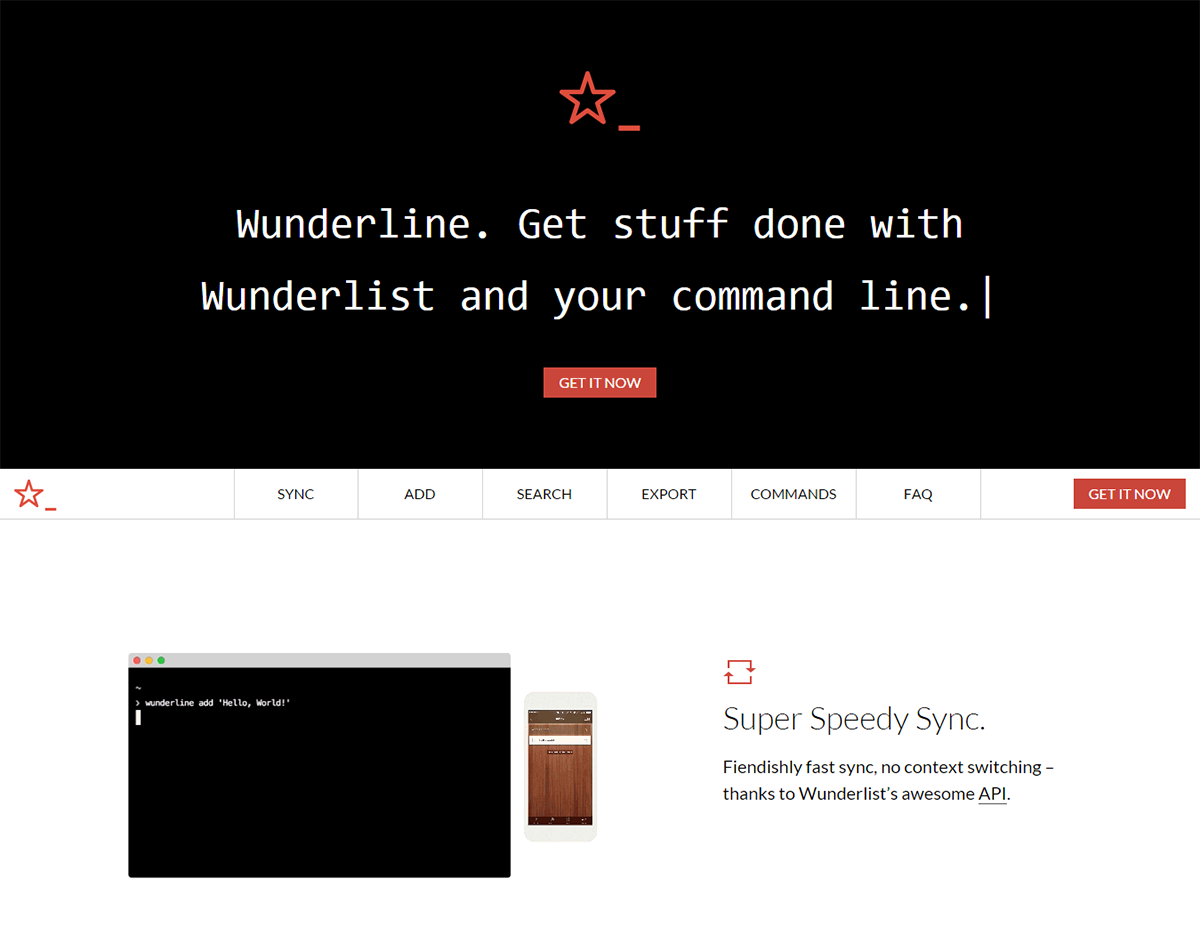 Wunderline. Get stuff done with
Wunderlist and your command line.
GET IT NOW
SYNC
ADD
SEARCH
EXPORT
COMMANDS
FAQ
GET IT NOW
~
› wunderline add 'Hello, World!'
Super Speedy Sync.
Fiendishly fast sync, no context switching –
thanks to Wunderlist’s awesome API.